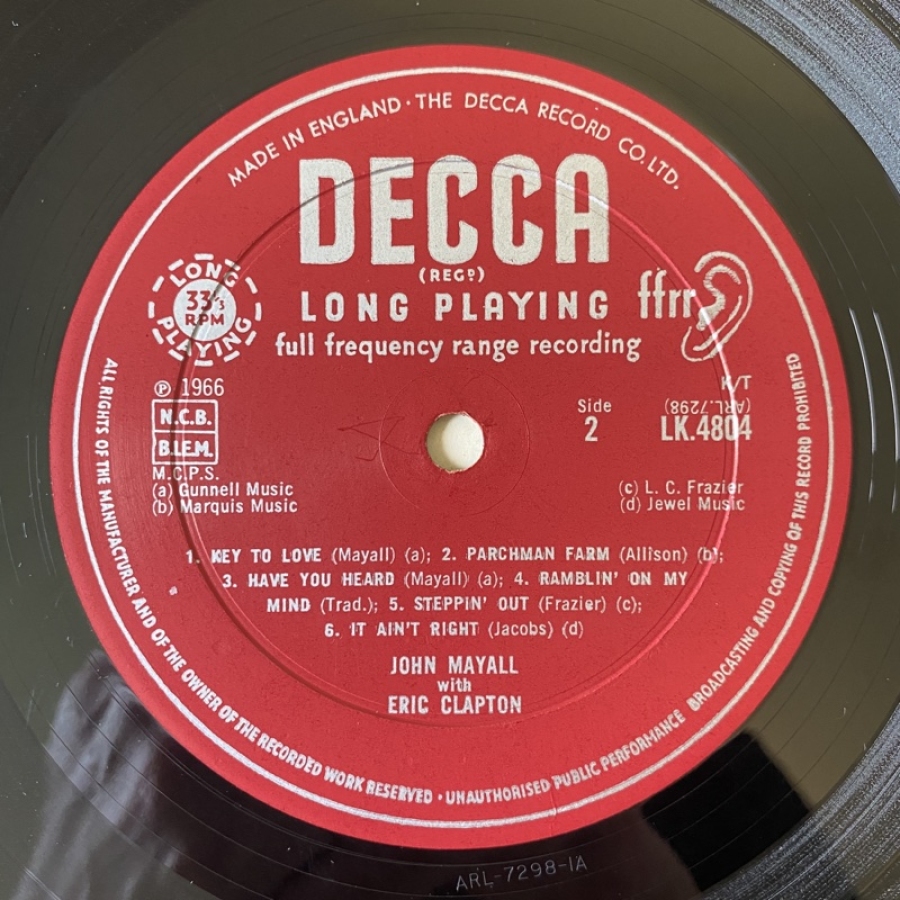 MADE IN ENGLAND · THE DECCA RECORD CO. LTD.
DECCA
(REGD)
LONG PLAYING
33⅓
RPM
LONG PLAYING ffrr
full frequency range recording
℗ 1966
N.C.B.
B.I.E.M.
M.C.P.S.
(a) Gunnell Music
(b) Marquis Music
K/T
(ARL.7298)
Side
2
LK.4804
(c) L. C. Frazier
(d) Jewel Music
1. KEY TO LOVE (Mayall) (a); 2. PARCHMAN FARM (Allison) (b);
3. HAVE YOU HEARD (Mayall) (a); 4. RAMBLIN' ON MY
MIND (Trad.); 5. STEPPIN' OUT (Frazier) (c);
6. IT AIN'T RIGHT (Jacobs) (d)
JOHN MAYALL
with
ERIC CLAPTON
ALL RIGHTS OF THE MANUFACTURER AND OF THE OWNER OF THE RECORDED WORK RESERVED · UNAUTHORISED PUBLIC PERFORMANCE BROADCASTING AND COPYING OF THIS RECORD PROHIBITED
ARL-7298-1A